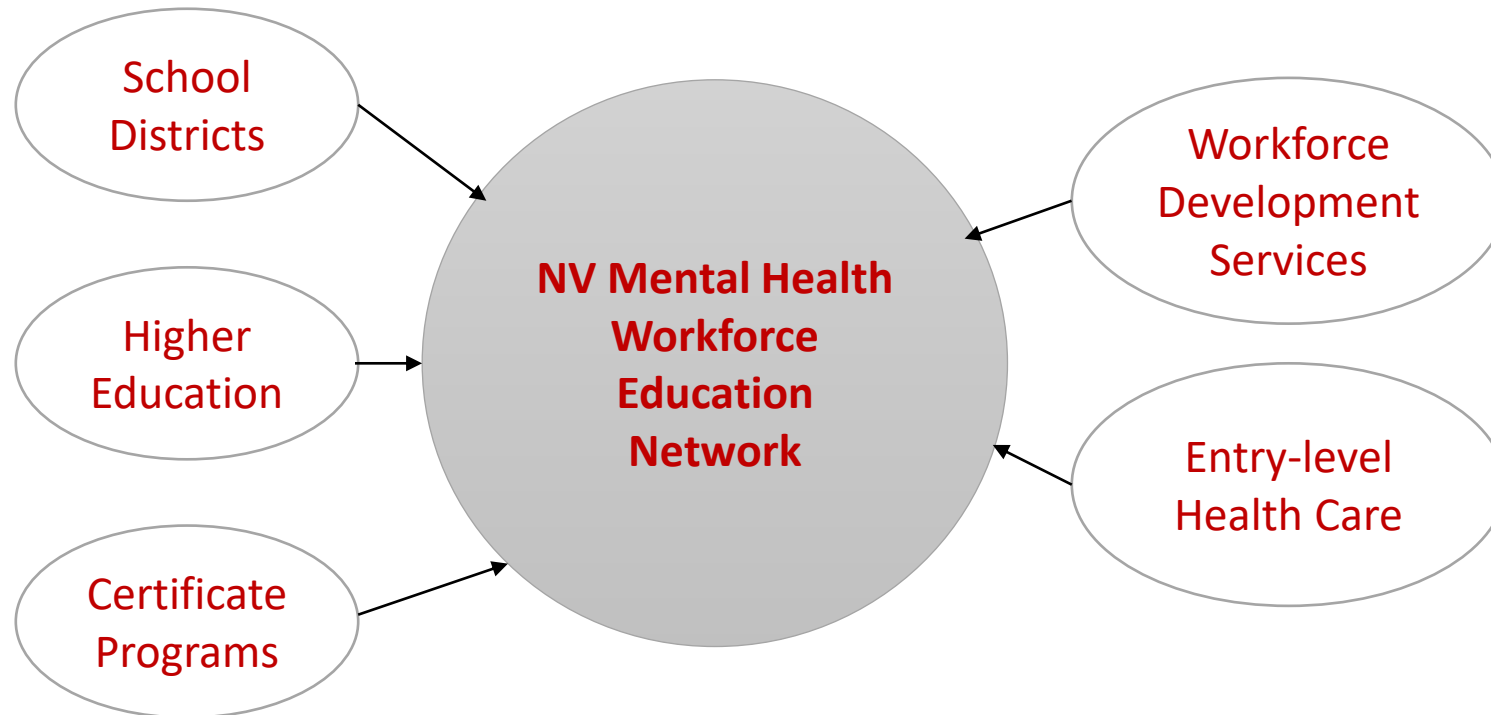 School
Districts
Higher
Education
Certificate
Programs
NV Mental Health
Workforce
Education
Network
Workforce
Development
Services
Entry-level
Health Care